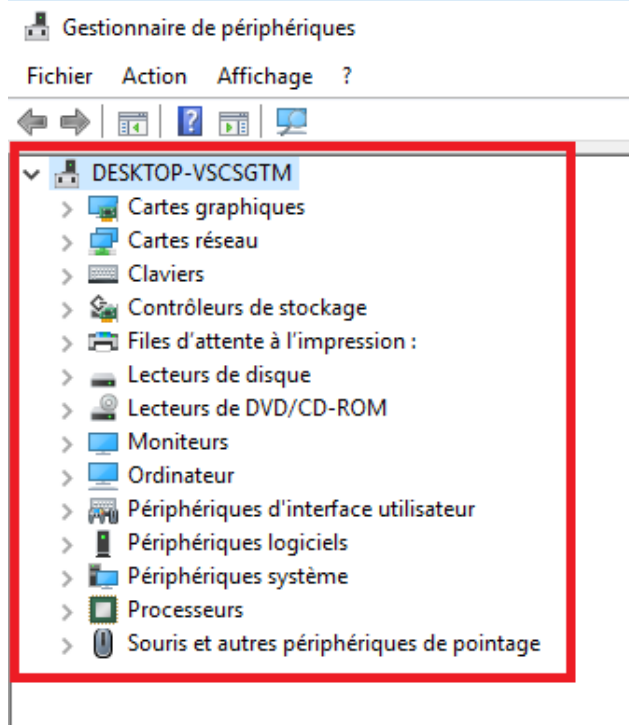 Gestionnaire de périphériques
Fichier Action Affichage ?
DESKTOP-VSCSGTM
Cartes graphiques
Cartes réseau
Claviers
Contrôleurs de stockage
Files d'attente à l'impression :
Lecteurs de disque
Lecteurs de DVD/CD-ROM
Moniteurs
Ordinateur
Périphériques d'interface utilisateur
Périphériques logiciels
Périphériques système
Processeurs
Souris et autres périphériques de pointage